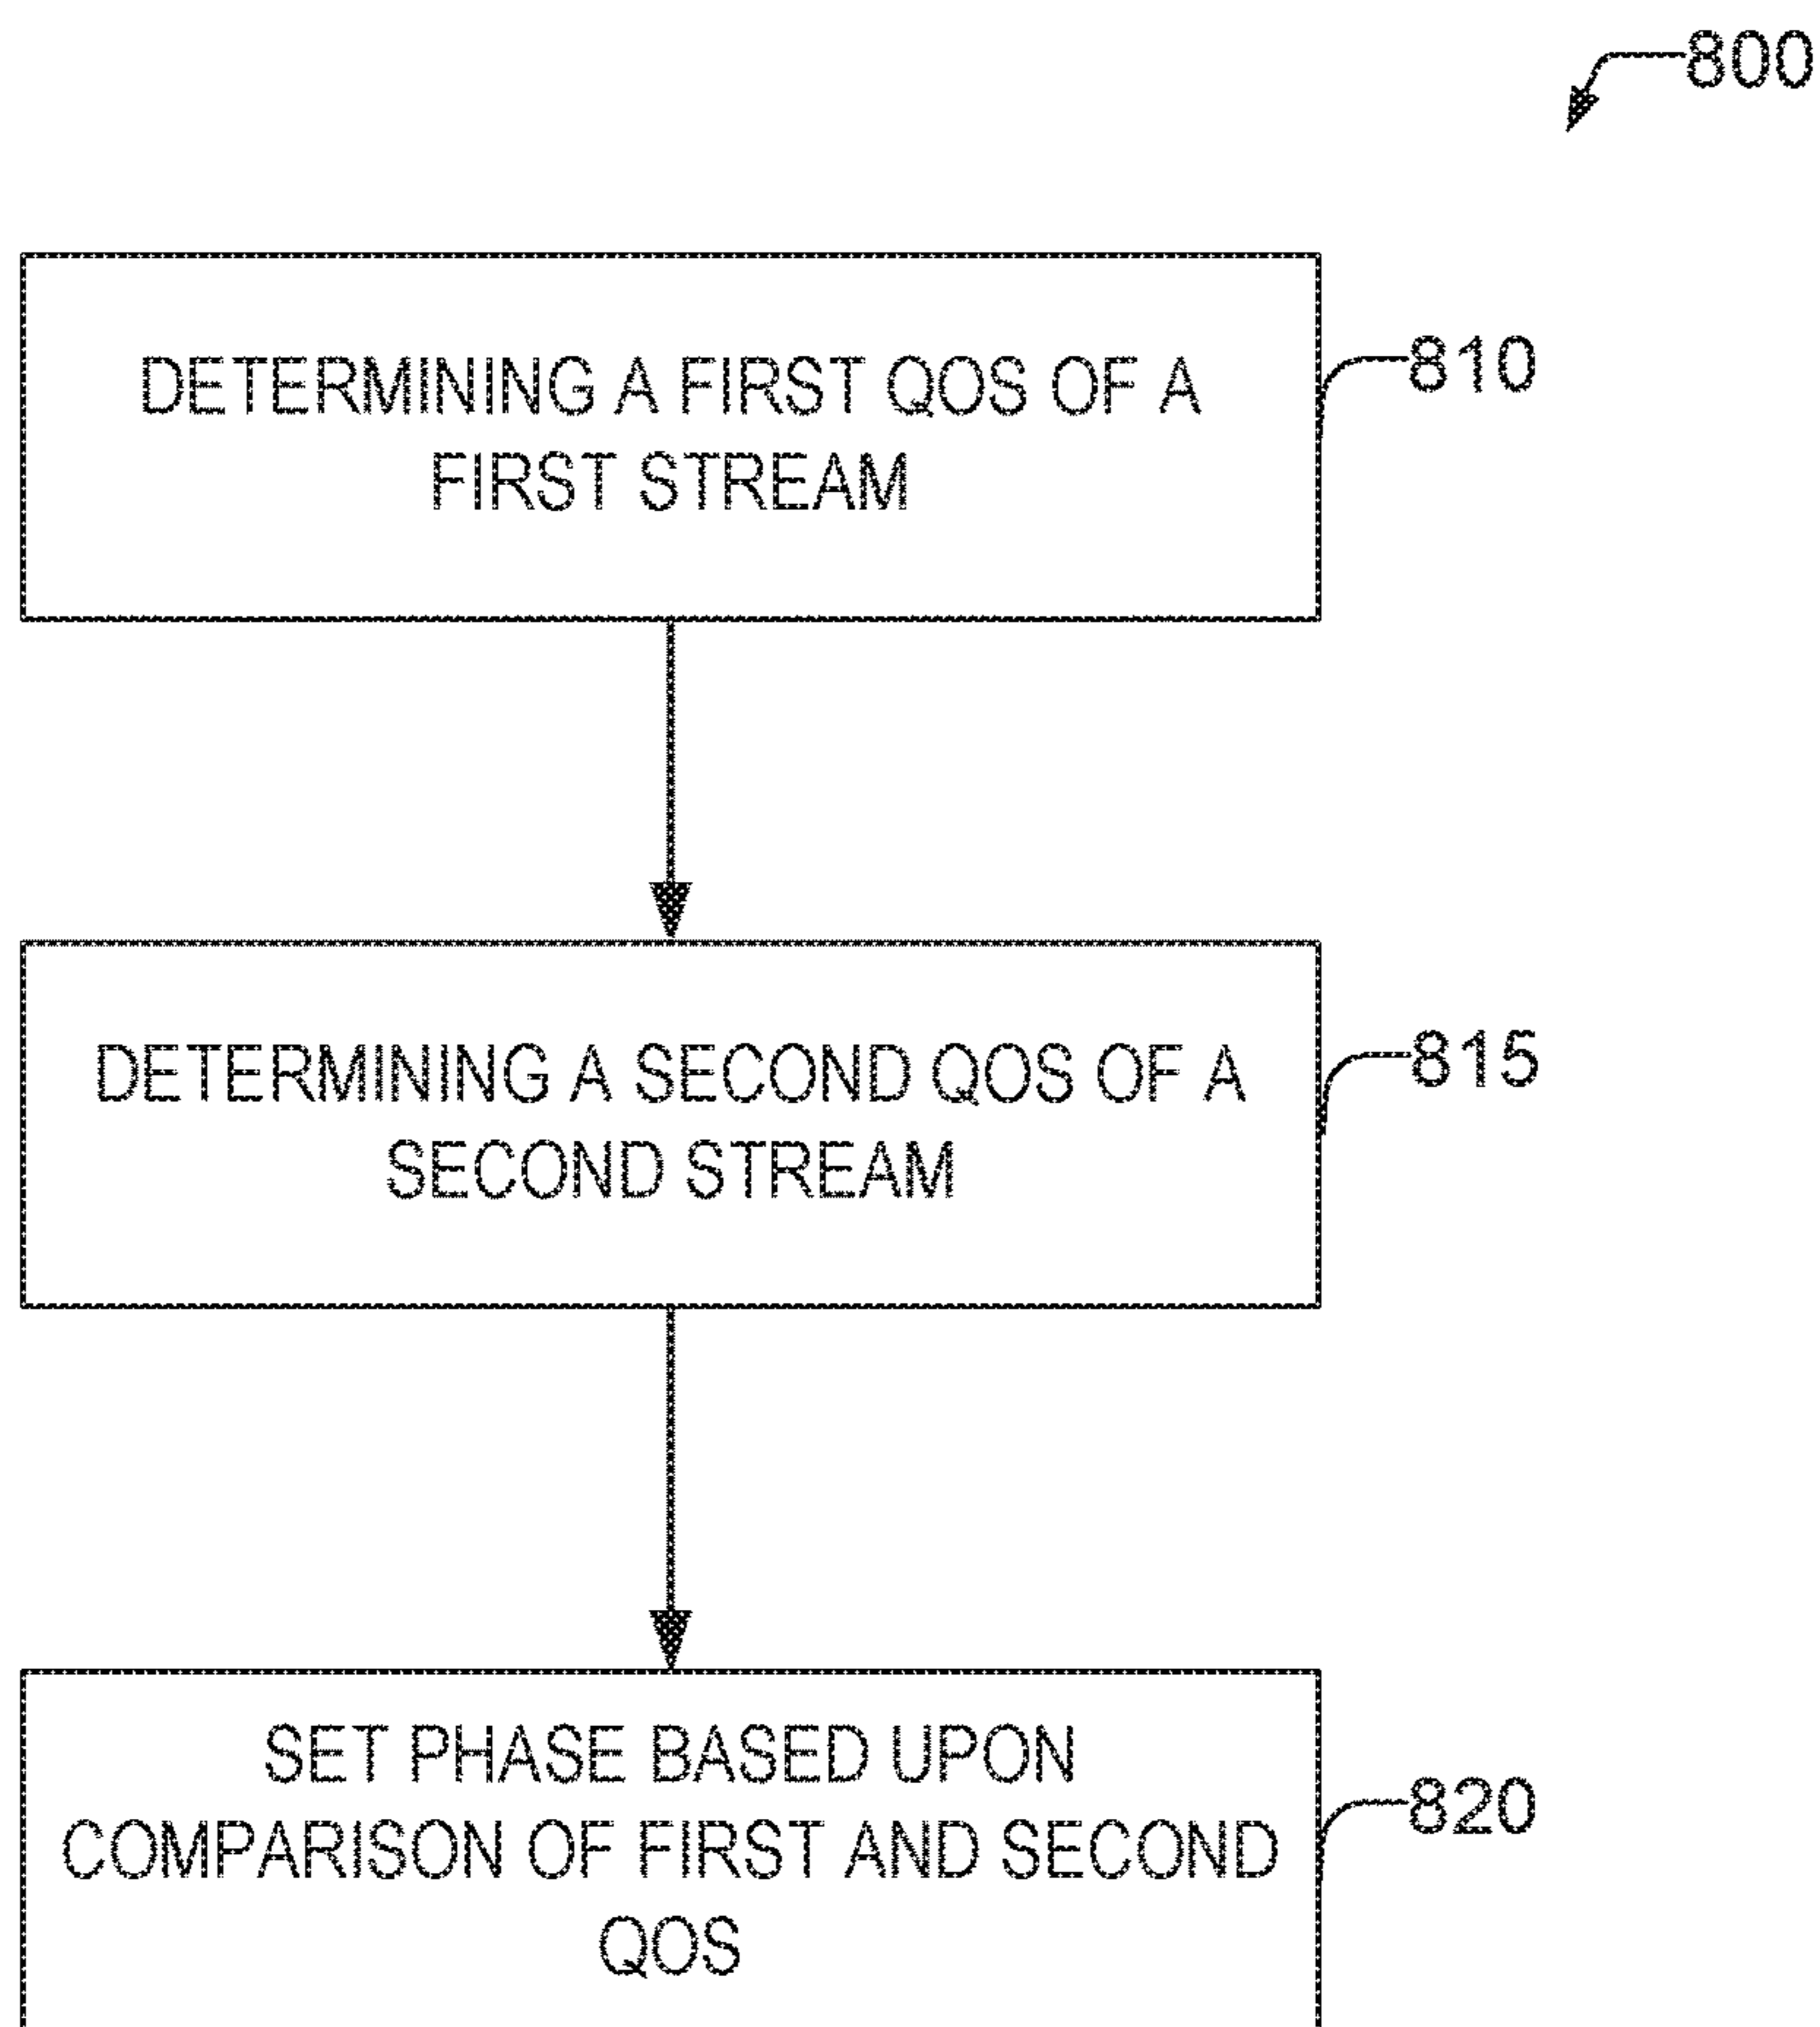 800
DETERMINING A FIRST QOS OF A
FIRST STREAM
810
DETERMINING A SECOND QOS OF A
SECOND STREAM
815
SET PHASE BASED UPON
COMPARISON OF FIRST AND SECOND
QOS
820